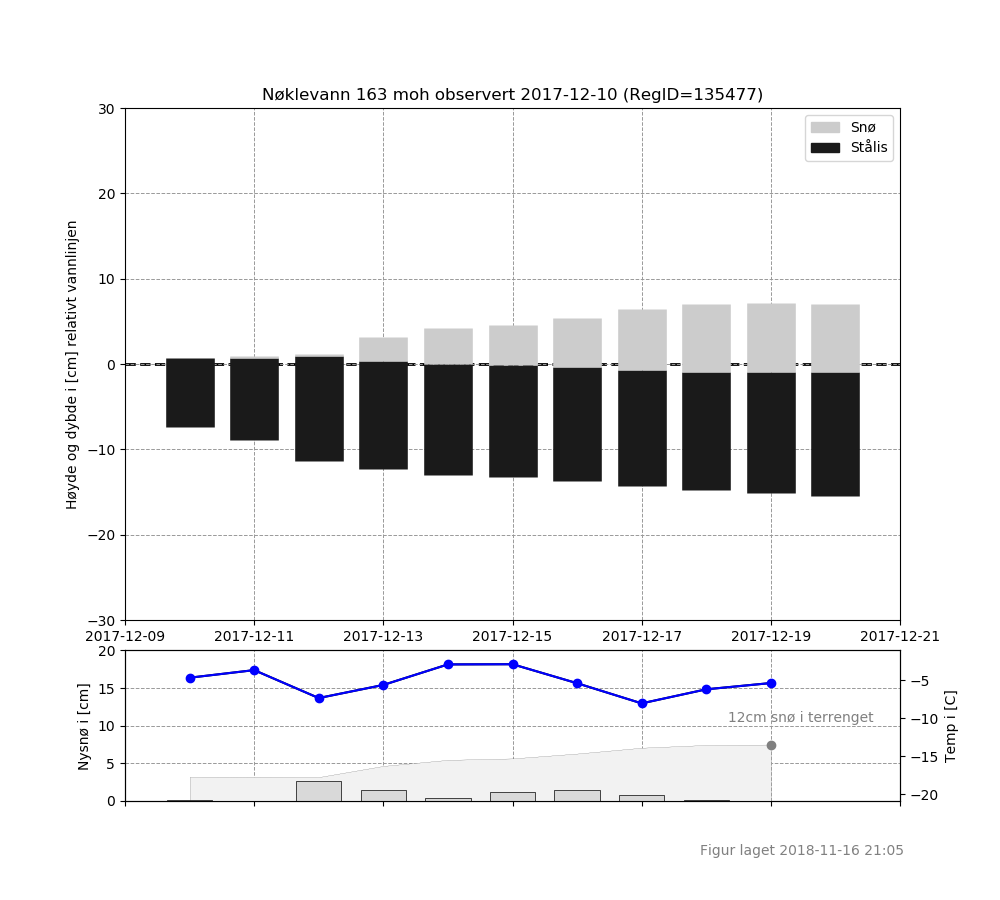 Nøklevann 163 moh observert 2017-12-10 (RegID=135477)
Snø
Stålis
Høyde og dybde i [cm] relativt vannlinjen
30
20
10
0
−10
−20
−30
2017-12-09 2017-12-11 2017-12-13 2017-12-15 2017-12-17 2017-12-19 2017-12-21
Nysnø i [cm]
20
15
10
5
0
12cm snø i terrenget
−5
−10
−15
−20
Temp i [C]
Figur laget 2018-11-16 21:05